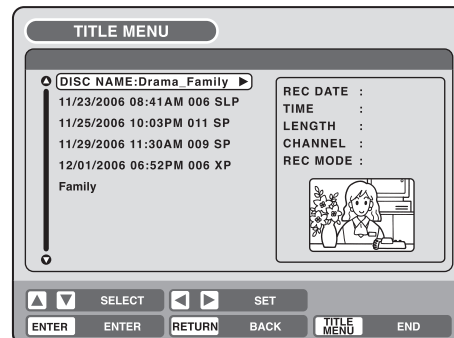 TITLE MENU
DISC NAME:Drama_Family ▶
11/23/2006 08:41AM 006 SLP
11/25/2006 10:03PM 011 SP
11/29/2006 11:30AM 009 SP
12/01/2006 06:52PM 006 XP
Family
REC DATE :
TIME :
LENGTH :
CHANNEL :
REC MODE :
SELECT SET
ENTER ENTER RETURN BACK TITLE MENU END